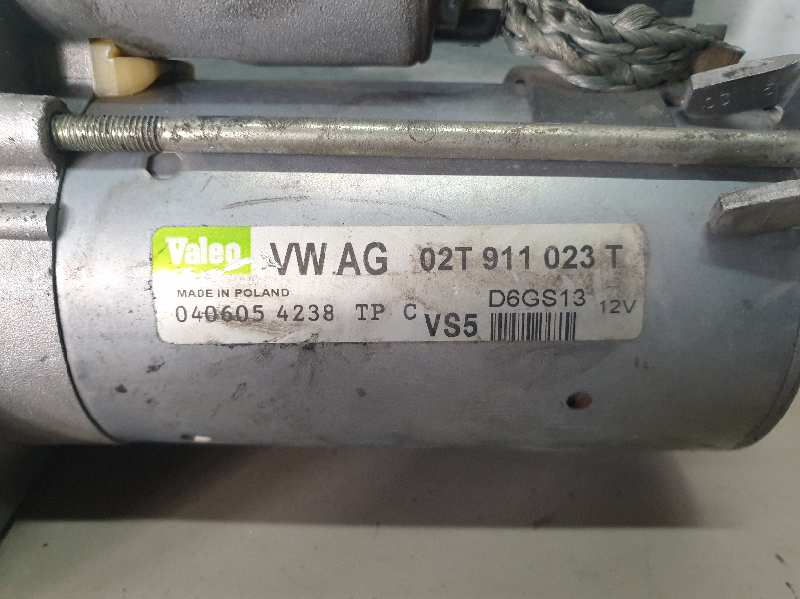 Valeo VW AG 02T 911 023 T
MADE IN POLAND D6GS13 12V
040605 4238 TP C VS5